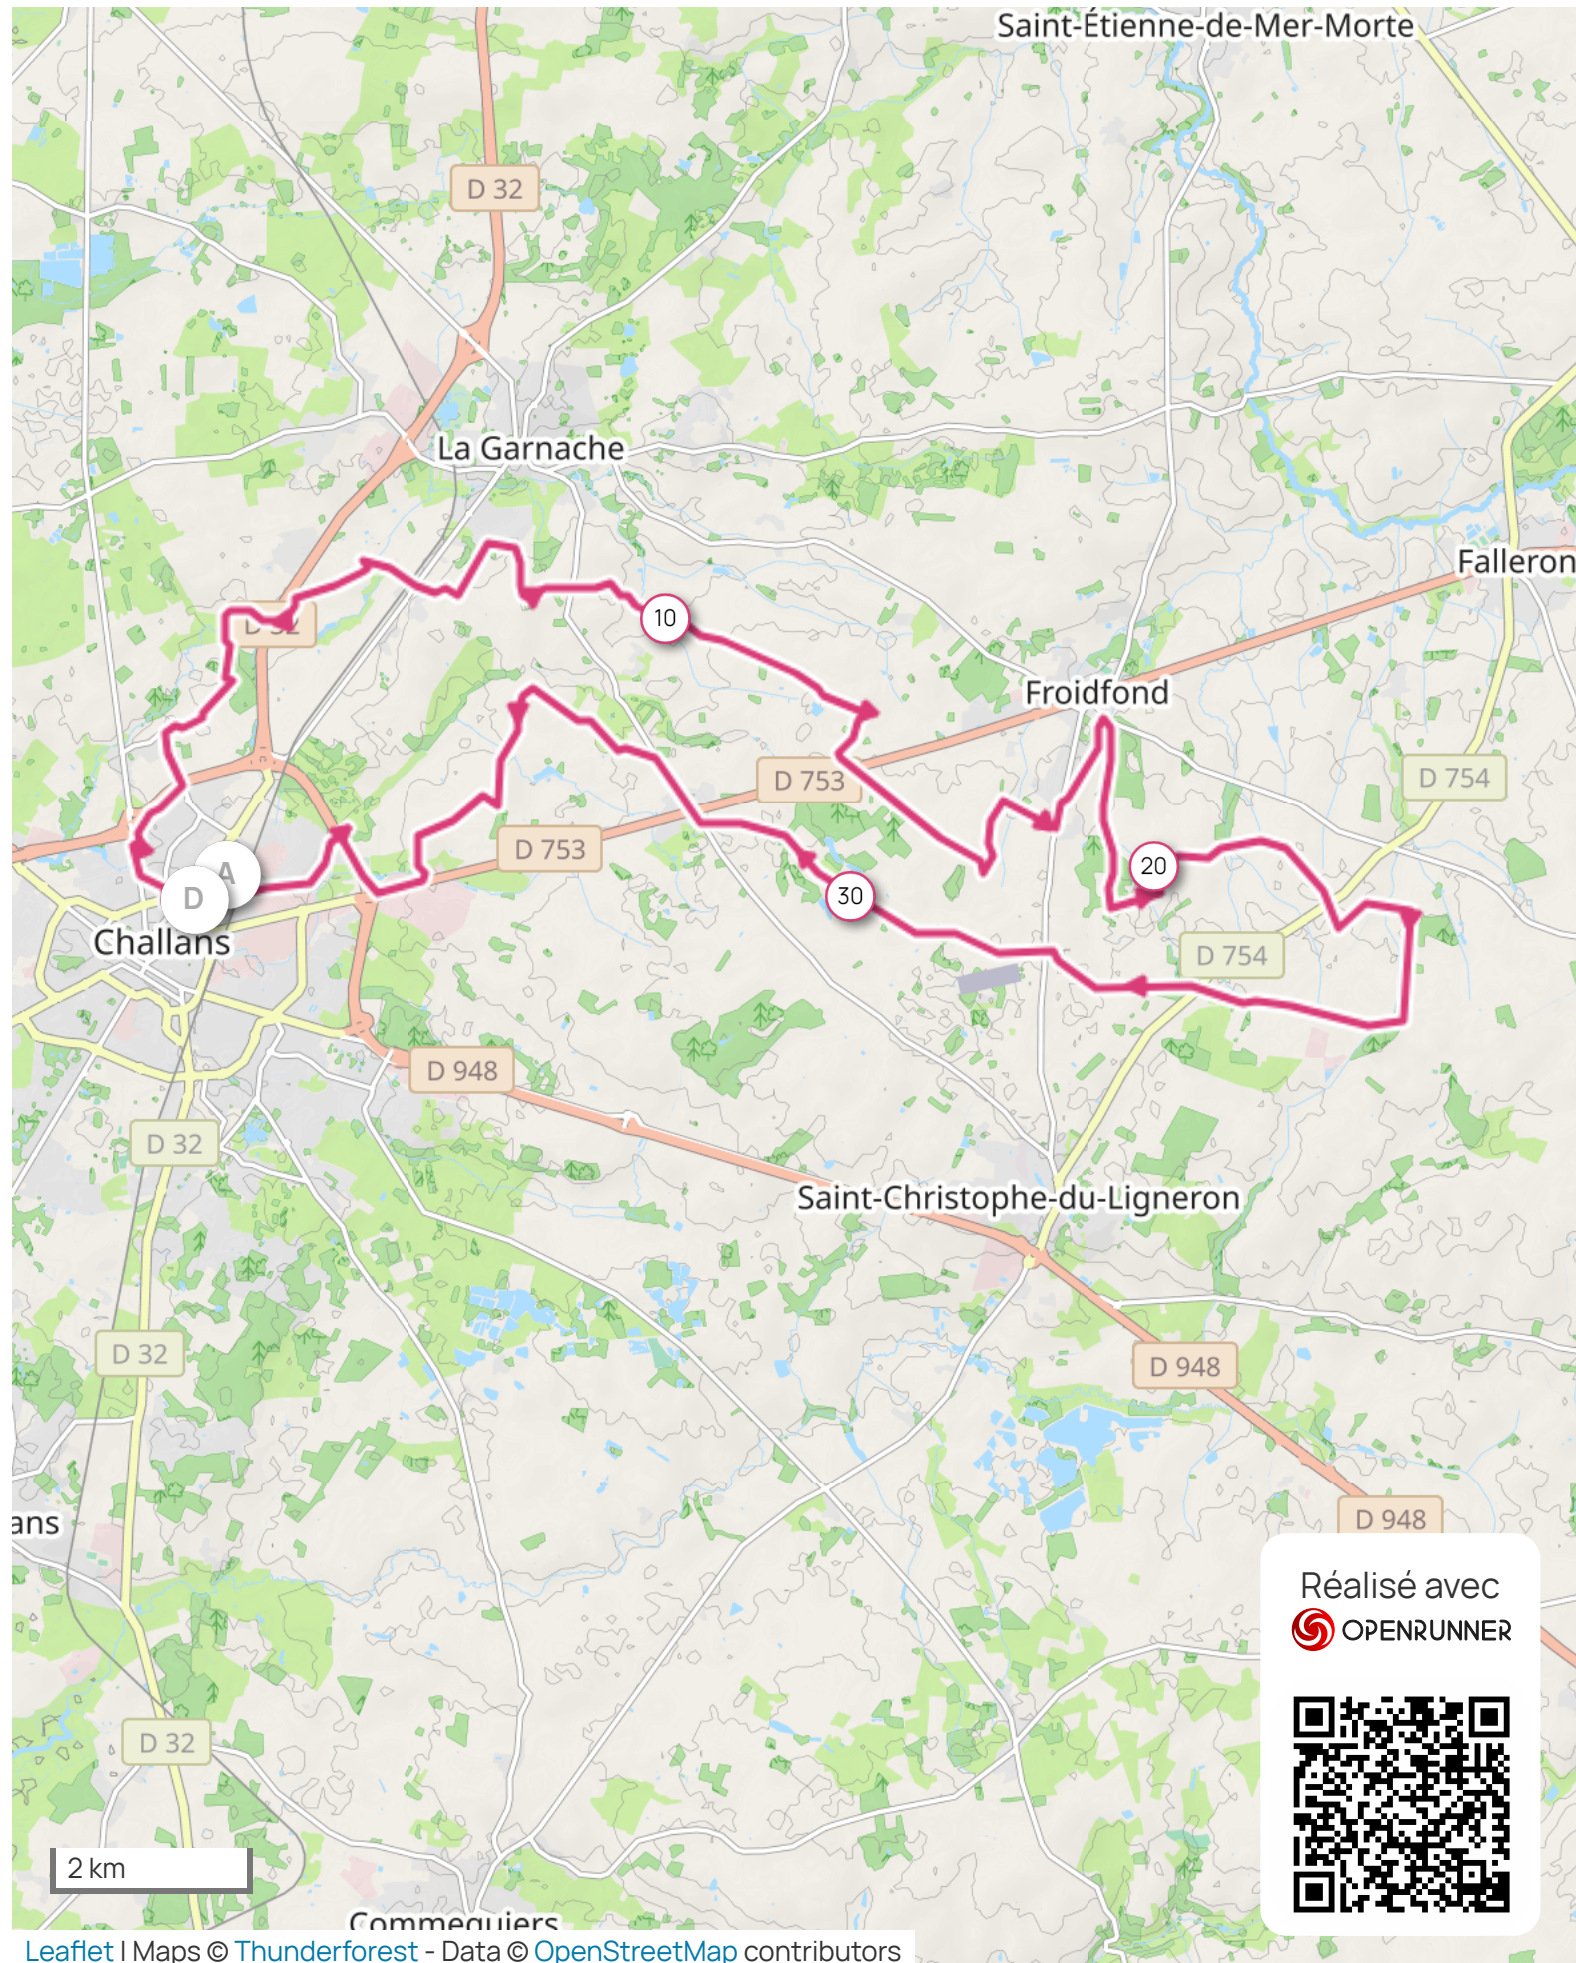 Saint-Étienne-de-Mer-Morte
D 32
La Garnache
Falleron
D 32
10
Froidfond
D 753
D 754
D 753
20
A
D
30
Challans
D 754
D 948
D 32
Saint-Christophe-du-Ligneron
D 32
D 948
ans
D 948
Réalisé avec
OPENRUNNER
D 32
2 km
Commequiers
Leaflet | Maps © Thunderforest - Data © OpenStreetMap contributors